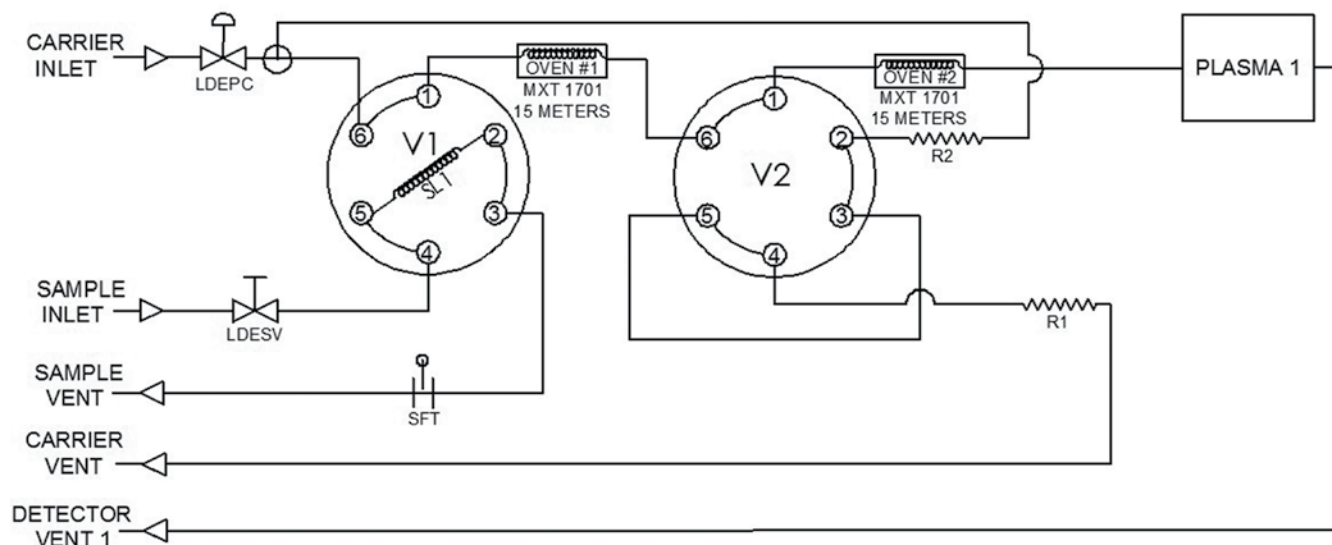 CARRIER
INLET
LDEPC
OVEN #1
MXT 1701
15 METERS
OVEN #2
MXT 1701
15 METERS
PLASMA 1
1
6
V1
2
SL1
5
3
4
1
6
2
R2
V2
5
3
4
SAMPLE
INLET
LDESV
R1
SAMPLE
VENT
SFT
CARRIER
VENT
DETECTOR
VENT 1